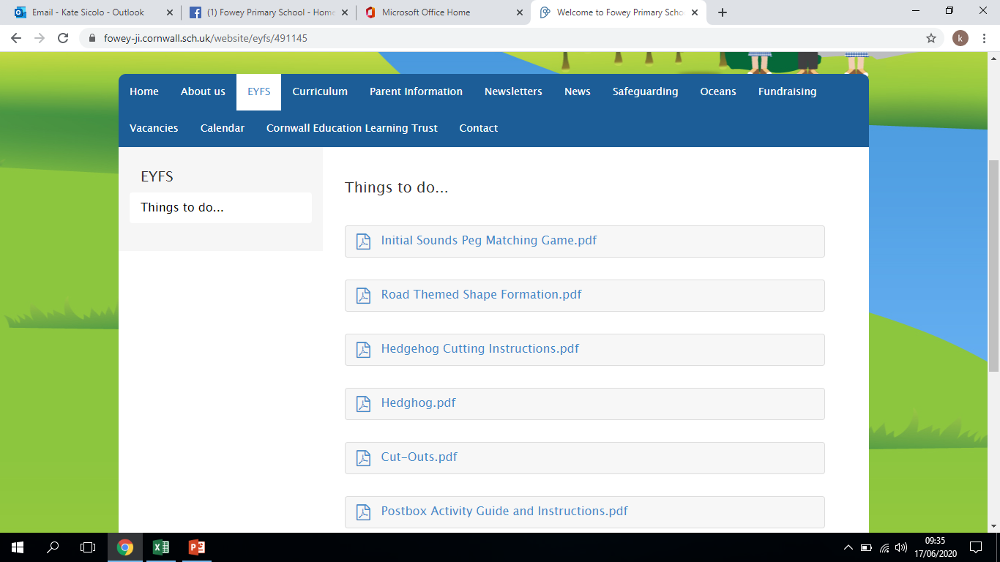 Email - Kate Sicolo - Outlook
(1) Fowey Primary School - Home
Microsoft Office Home
Welcome to Fowey Primary Scho
fowey-ji.cornwall.sch.uk/website/eyfs/491145
k
Home About us EYFS Curriculum Parent Information Newsletters News Safeguarding Oceans Fundraising
Vacancies Calendar Cornwall Education Learning Trust Contact
EYFS
Things to do...
Things to do...
Initial Sounds Peg Matching Game.pdf
Road Themed Shape Formation.pdf
Hedgehog Cutting Instructions.pdf
Hedghog.pdf
Cut-Outs.pdf
Postbox Activity Guide and Instructions.pdf
09:35
17/06/2020